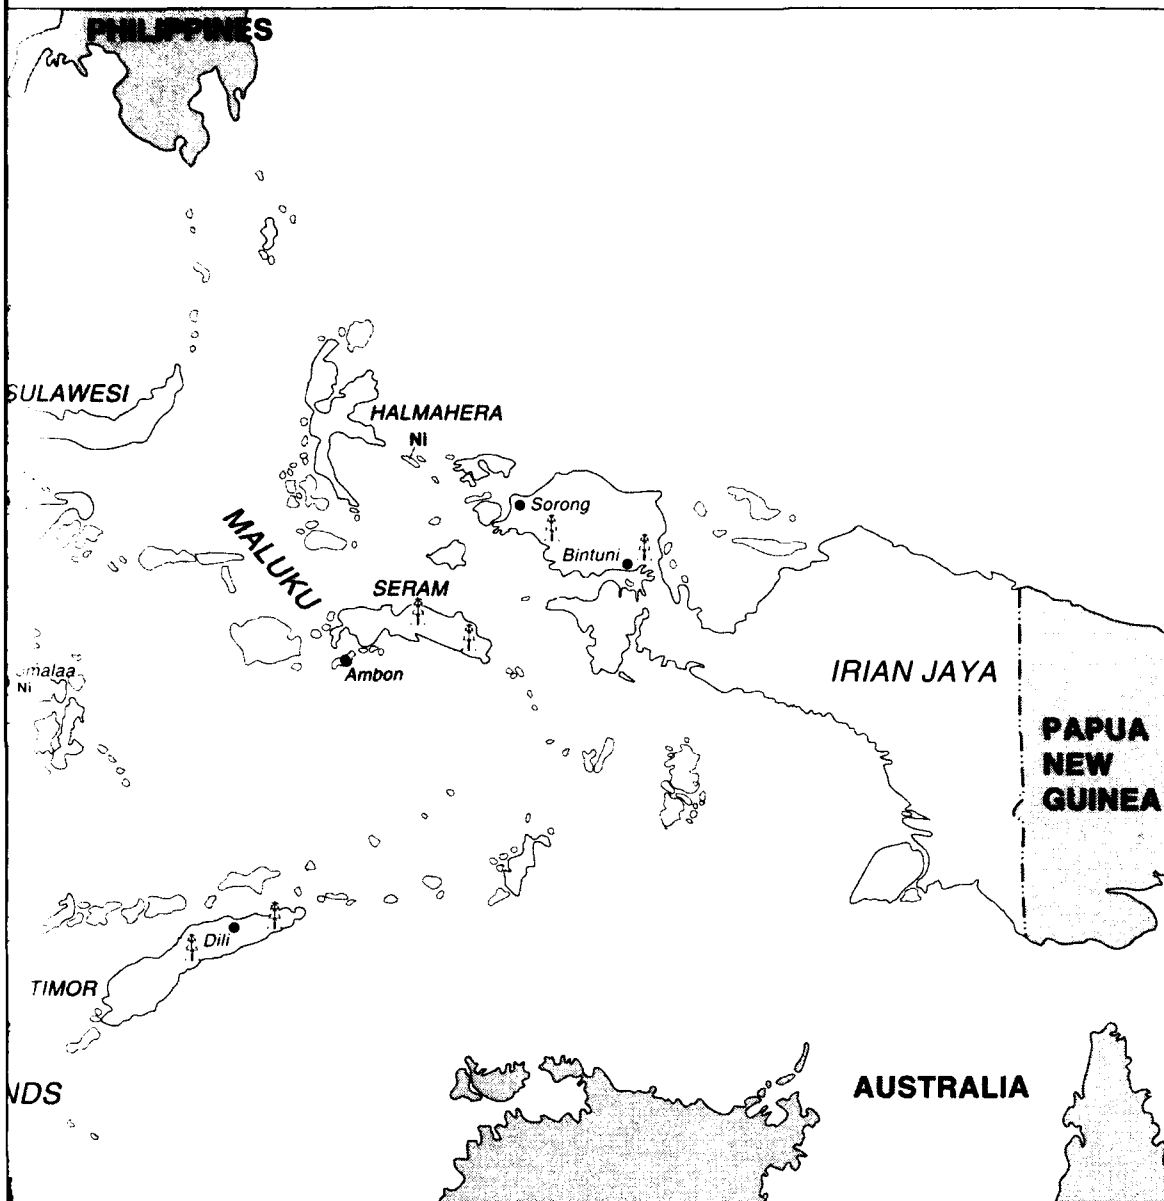 PHILIPPINES
SULAWESI
HALMAHERA
Ni
Sorong
MALUKU
Bintuni
SERAM
malaa
Ni
Ambon
IRIAN JAYA
PAPUA
NEW
GUINEA
Dili
TIMOR
NDS
AUSTRALIA